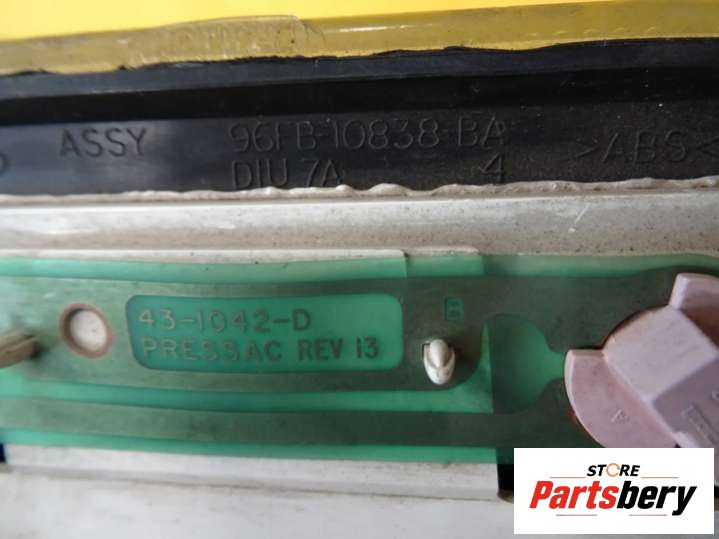 ASSY 96FB-10838-BA >ABS<
DIU 7A 4
43-1042-D
PRESSAC REV 13
B
A
STORE
Partsbery